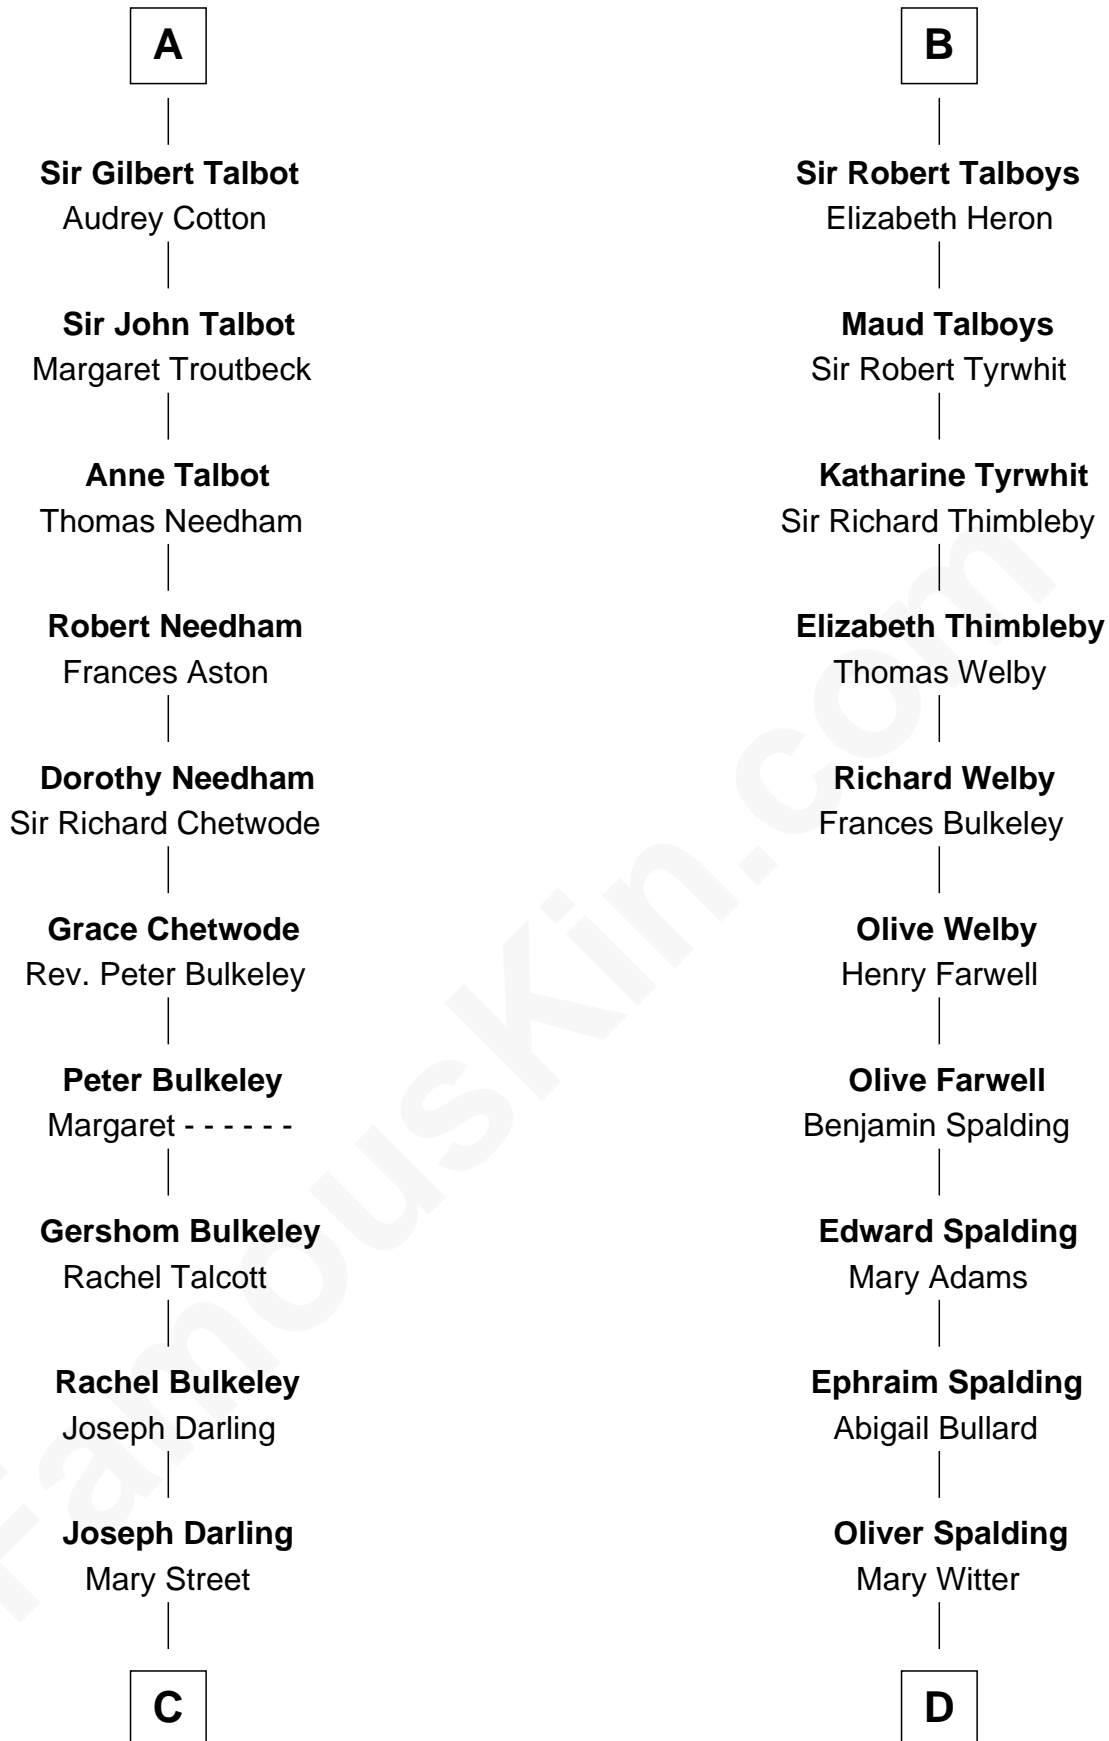 A
Sir Gilbert Talbot
Audrey Cotton
Sir John Talbot
Margaret Troutbeck
Anne Talbot
Thomas Needham
Robert Needham
Frances Aston
Dorothy Needham
Sir Richard Chetwode
Grace Chetwode
Rev. Peter Bulkeley
Peter Bulkeley
Margaret - - - - - -
Gershom Bulkeley
Rachel Talcott
Rachel Bulkeley
Joseph Darling
Joseph Darling
Mary Street
C
B
Sir Robert Talboys
Elizabeth Heron
Maud Talboys
Sir Robert Tyrwhit
Katharine Tyrwhit
Sir Richard Thimbleby
Elizabeth Thimbleby
Thomas Welby
Richard Welby
Frances Bulkeley
Olive Welby
Henry Farwell
Olive Farwell
Benjamin Spalding
Edward Spalding
Mary Adams
Ephraim Spalding
Abigail Bullard
Oliver Spalding
Mary Witter
D
FamousKin.com